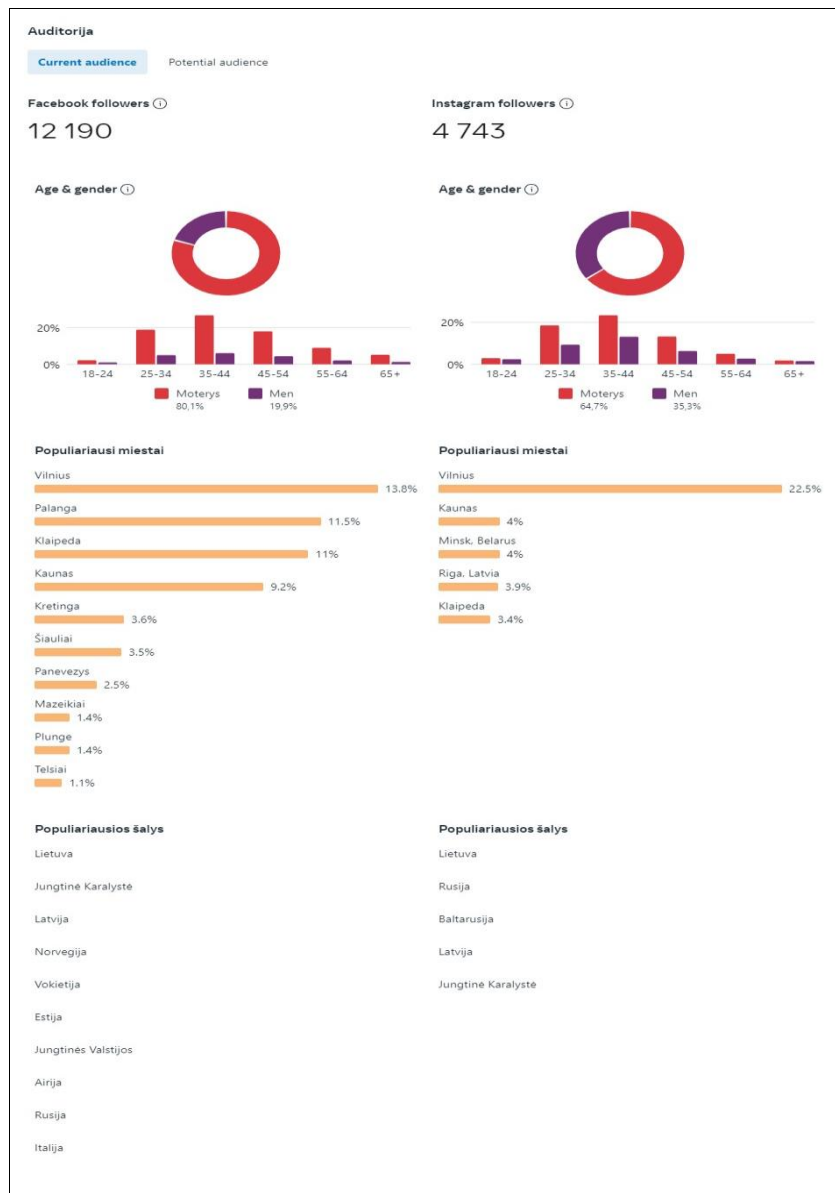 Auditorija
Current audience Potential audience
Facebook followers
12 190
Age & gender
20%
0%
18-24 25-34 35-44 45-54 55-64 65+
Moterys Men
80,1% 19,9%
Populiariausi miestai
Vilnius
13.8%
Palanga
11.5%
Klaipeda
11%
Kaunas
9.2%
Kretinga
3.6%
Šiauliai
3.5%
Panevezys
2.5%
Mazeikiai
1.4%
Plunge
1.4%
Telsiai
1.1%
Populiariausios šalys
Lietuva
Jungtinė Karalystė
Latvija
Norvegija
Vokietija
Estija
Jungtinės Valstijos
Airija
Rusija
Italija
Instagram followers
4 743
Age & gender
20%
0%
18-24 25-34 35-44 45-54 55-64 65+
Moterys Men
64,7% 35,3%
Populiariausi miestai
Vilnius
22.5%
Kaunas
4%
Minsk, Belarus
4%
Riga, Latvia
3.9%
Klaipeda
3.4%
Populiariausios šalys
Lietuva
Rusija
Baltarusija
Latvija
Jungtinė Karalystė